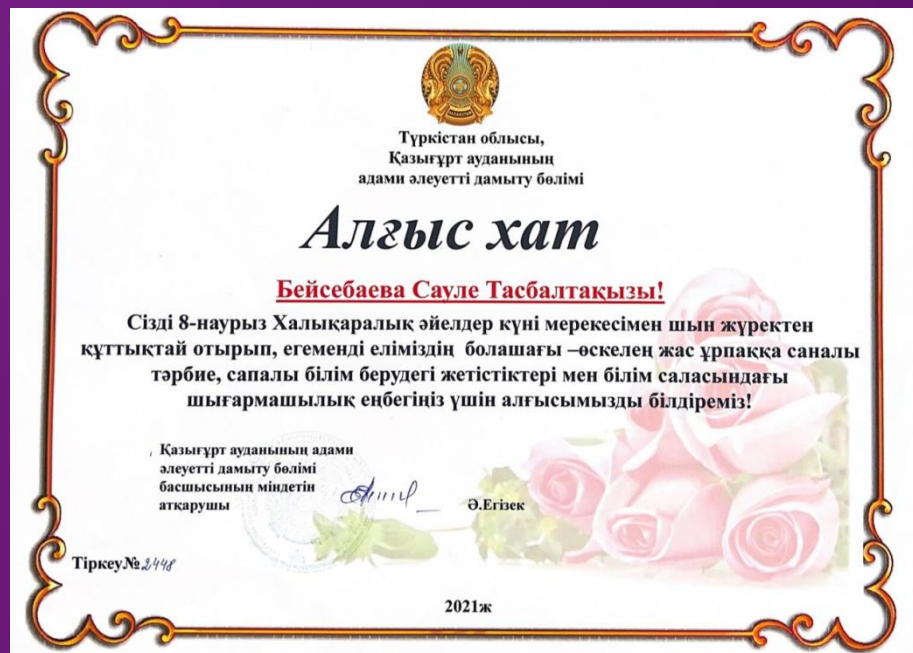 Түркістан облысы,
Қазығұрт ауданының
адами әлеуетті дамыту бөлімі
Алғыс хат
Бейсебаева Сауле Тасбалтақызы!
Сізді 8-наурыз Халықаралық әйелдер күні мерекесімен шын жүректен
құттықтай отырып, егеменді еліміздің болашағы –өскелен жас ұрпаққа саналы
тәрбие, сапалы білім берудегі жетістіктері мен білім саласындағы
шығармашылық еңбегіңіз үшін алғысымызды білдіреміз!
Қазығұрт ауданының адами
әлеуетті дамыту бөлімі
басшысының міндетін
атқарушы
Ә.Егізек
Тіркеу№2448
2021ж